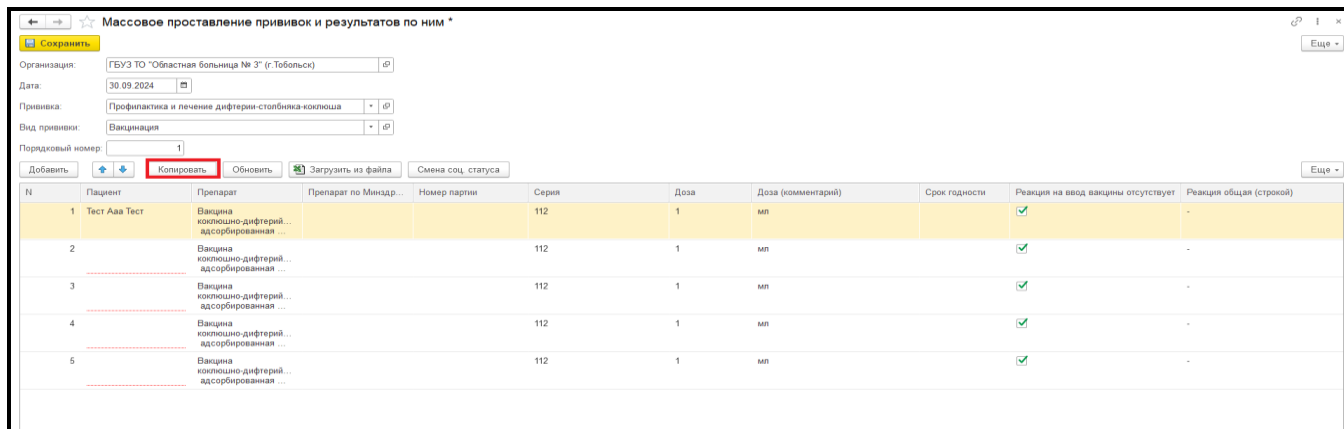 Массовое проставление прививок и результатов по ним *
Сохранить
Еще
Организация: ГБУЗ ТО "Областная больница № 3" (г.Тобольск)
Дата: 30.09.2024
Прививка: Профилактика и лечение дифтерии-столбняка-коклюша
Вид прививки: Вакцинация
Порядковый номер: 1
Добавить Копировать Обновить Загрузить из файла Смена соц. статуса Еще
N Пациент Препарат Препарат по Минздр... Номер партии Серия Доза Доза (комментарий) Срок годности Реакция на ввод вакцины отсутствует Реакция общая (строкой)
1 Тест Ааа Тест Вакцина 112 1 мл -
коклюшно-дифтерий...
адсорбированная ...
2 Вакцина 112 1 мл -
коклюшно-дифтерий...
адсорбированная ...
3 Вакцина 112 1 мл -
коклюшно-дифтерий...
адсорбированная ...
4 Вакцина 112 1 мл -
коклюшно-дифтерий...
адсорбированная ...
5 Вакцина 112 1 мл -
коклюшно-дифтерий...
адсорбированная ...